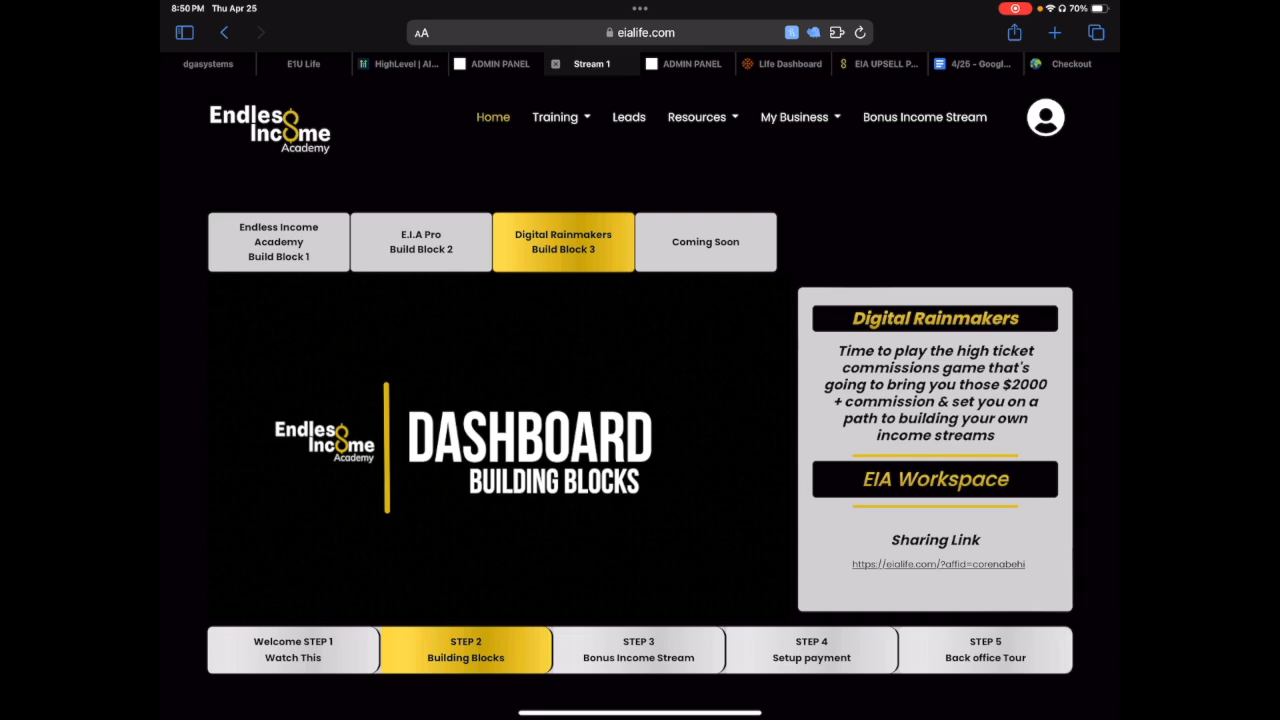 8:50 PM Thu Apr 25
70%
AA
eialife.com
dgasystems
E1U Life
HighLevel | AI...
ADMIN PANEL
Stream 1
ADMIN PANEL
Life Dashboard
EIA UPSELL P...
4/25 - Googl...
Checkout
Endless
Income
Academy
Home
Training
Leads
Resources
My Business
Bonus Income Stream
Endless Income
Academy
Build Block 1
E.I.A Pro
Build Block 2
Digital Rainmakers
Build Block 3
Coming Soon
Endless
Income
Academy
DASHBOARD
BUILDING BLOCKS
Digital Rainmakers
Time to play the high ticket
commissions game that's
going to bring you those $2000
+ commission & set you on a
path to building your own
income streams
EIA Workspace
Sharing Link
https://eialife.com/?affid=corenabehi
Welcome STEP 1
Watch This
STEP 2
Building Blocks
STEP 3
Bonus Income Stream
STEP 4
Setup payment
STEP 5
Back office Tour